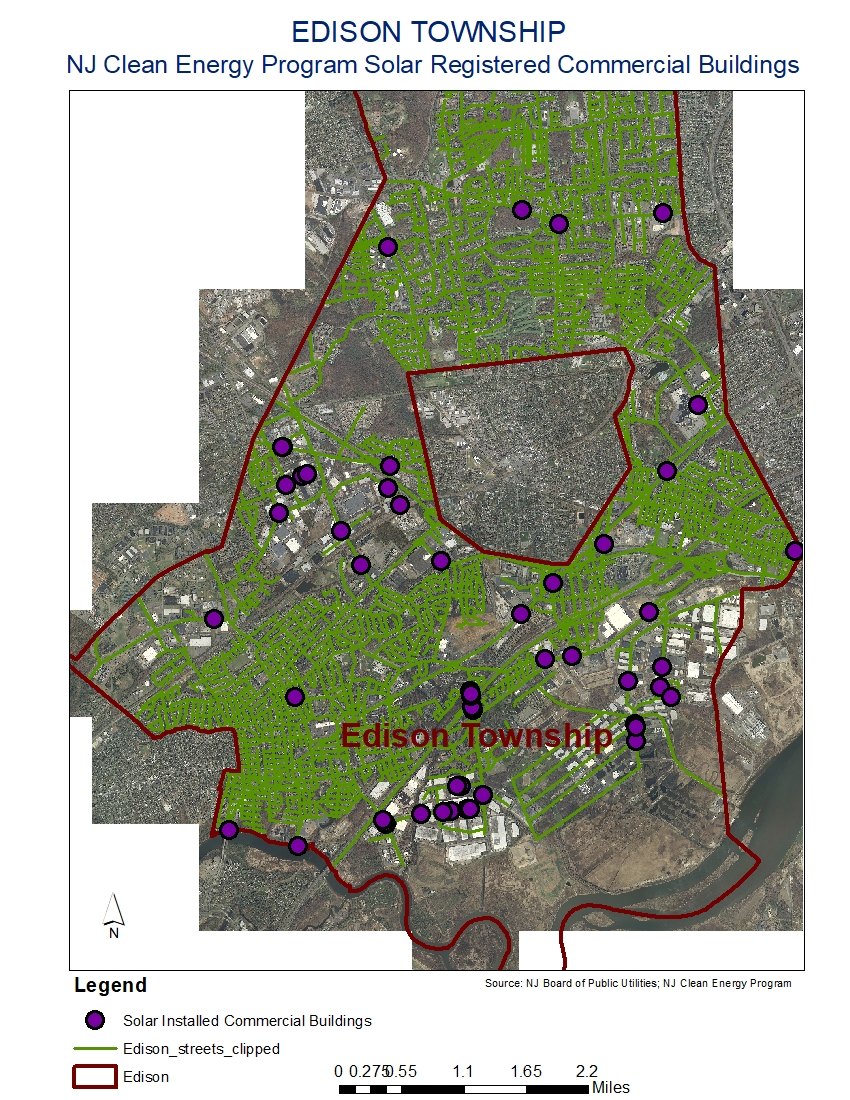 EDISON TOWNSHIP
NJ Clean Energy Program Solar Registered Commercial Buildings
Edison Township
N
Legend
Source: NJ Board of Public Utilities; NJ Clean Energy Program
Solar Installed Commercial Buildings
Edison_streets_clipped
Edison
0 0.275 0.55 1.1 1.65 2.2
Miles